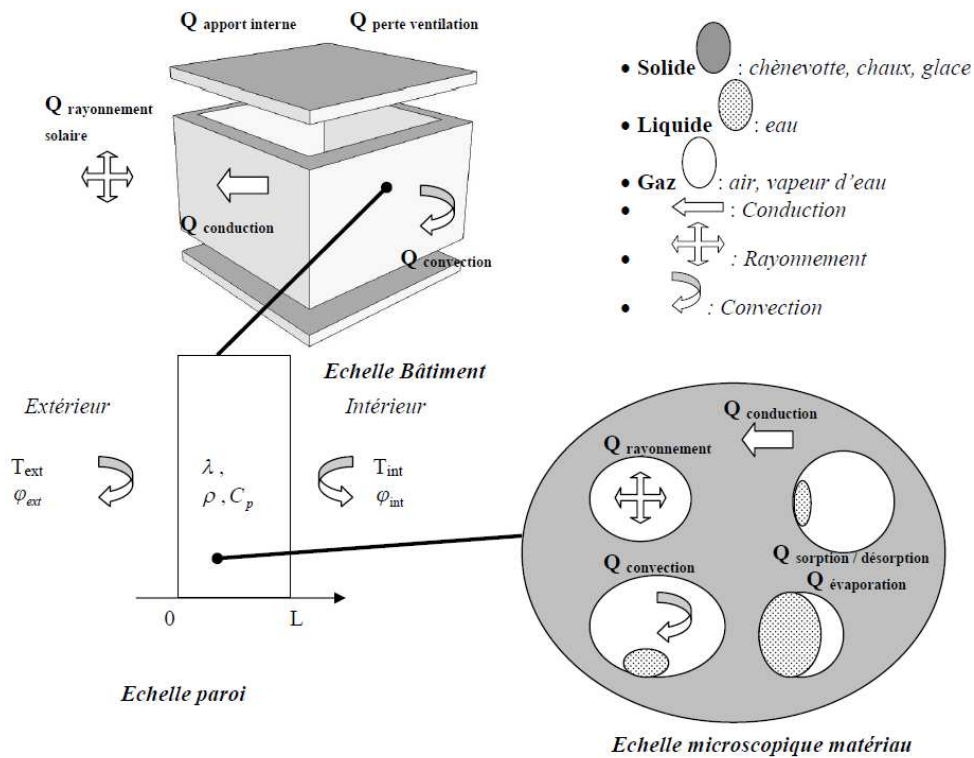 Q apport interne
Q perte ventilation
Q rayonnement
solaire
Q conduction
Q convection
Echelle Bâtiment
• Solide : chènevotte, chaux, glace
• Liquide : eau
• Gaz : air, vapeur d'eau
• : Conduction
• : Rayonnement
• : Convection
Extérieur
Intérieur
T ext
φ ext
λ ,
ρ , C p
T int
φ int
0
L
Echelle paroi
Q conduction
Q rayonnement
Q sorption / désorption
Q convection
Q évaporation
Echelle microscopique matériau